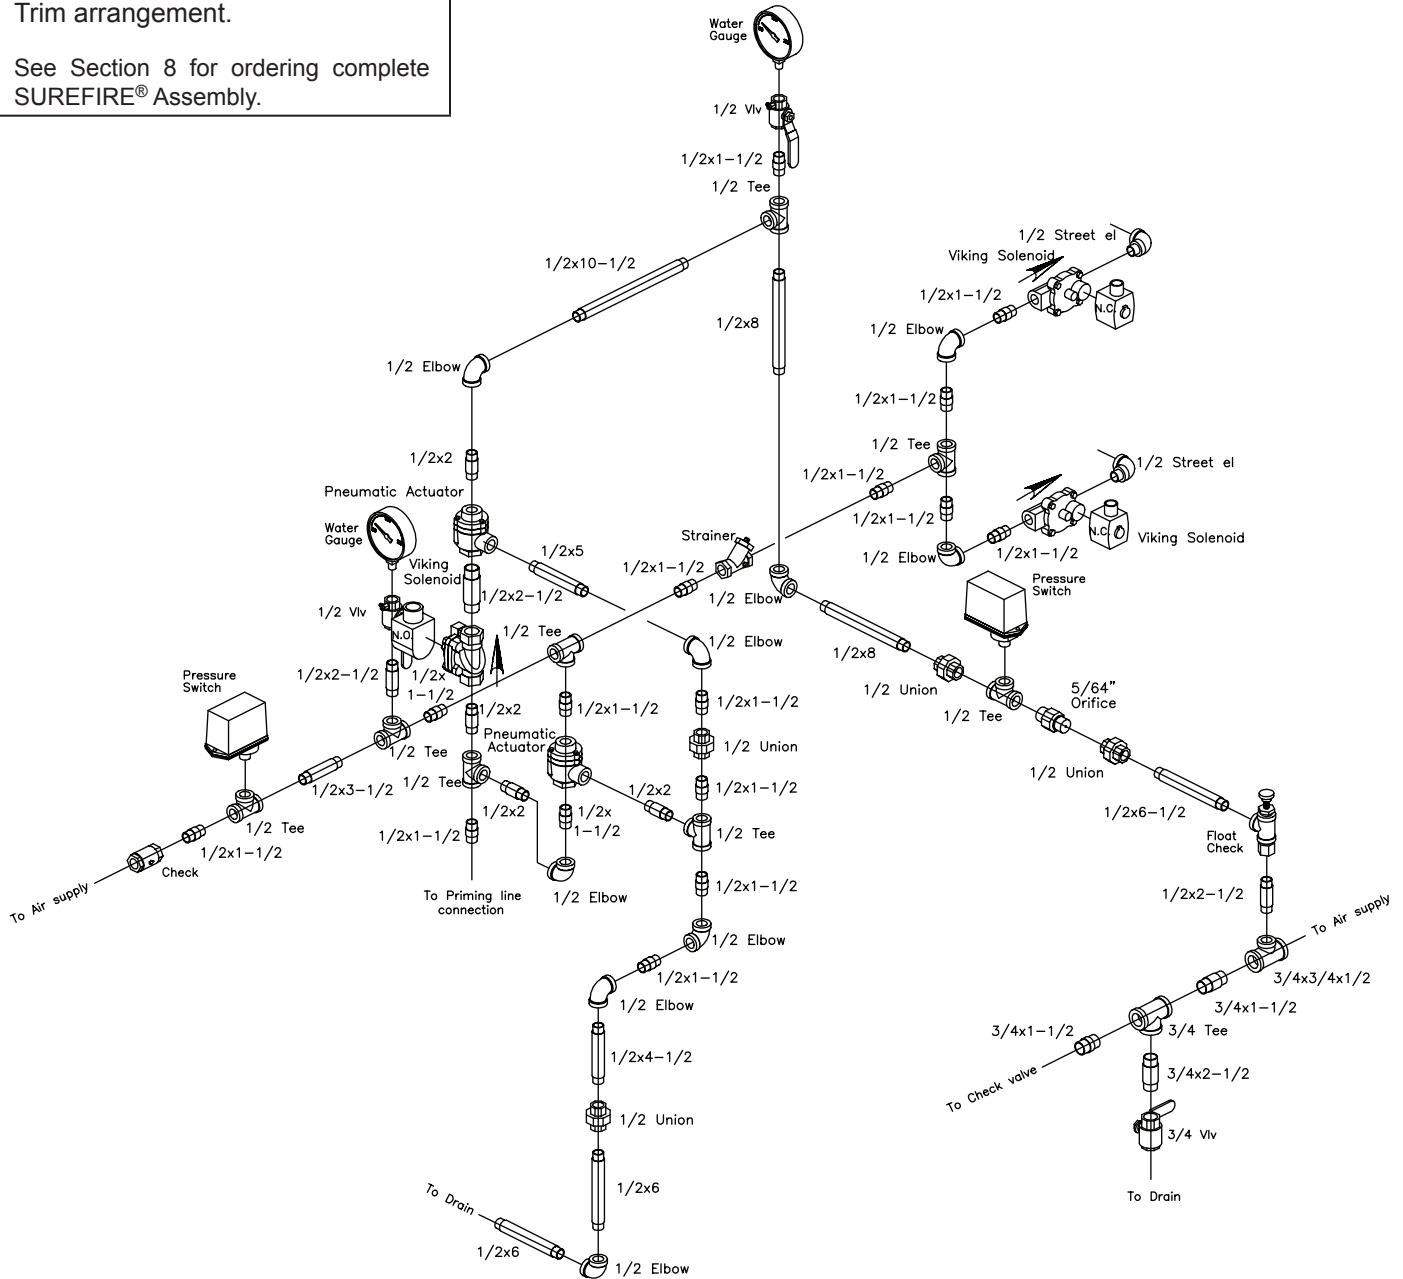 Trim arrangement.
See Section 8 for ordering complete
SUREFIRE® Assembly.
Water
Gauge
1/2 Vlv
1/2x1-1/2
1/2 Tee
1/2x10-1/2
1/2x8
1/2 Street el
Viking Solenoid
1/2x1-1/2
N.C.
1/2 Elbow
1/2 Elbow
1/2x1-1/2
1/2 Tee
1/2x2
1/2x1-1/2
1/2 Street el
Pneumatic Actuator
1/2x1-1/2
Water
Gauge
Strainer
N.C.
Viking Solenoid
1/2x5
1/2 Elbow
1/2x1-1/2
Viking
Solenoid
1/2x1-1/2
Pressure
Switch
1/2x2-1/2
1/2 Elbow
1/2 Vlv
N.O.
1/2 Tee
1/2 Elbow
1/2x8
1/2x2-1/2
1/2x
1-1/2
Pressure
Switch
1/2 Union
5/64”
Orifice
1/2x2
1/2x1-1/2
1/2x1-1/2
1/2 Tee
Pneumatic
Actuator
1/2 Tee
1/2 Union
1/2 Union
1/2 Tee
1/2x3-1/2
1/2x2
1/2x2
1/2x1-1/2
1/2x6-1/2
1/2x
1-1/2
1/2 Tee
1/2x1-1/2
1/2 Tee
Float
Check
1/2x1-1/2
Check
To Air supply
To Priming line
connection
1/2 Elbow
1/2x1-1/2
1/2x2-1/2
To Air supply
1/2 Elbow
1/2x1-1/2
3/4x3/4x1/2
1/2 Elbow
3/4x1-1/2
3/4x1-1/2
3/4 Tee
1/2x4-1/2
3/4x2-1/2
To Check valve
1/2 Union
3/4 Vlv
1/2x6
To Drain
To Drain
1/2x6
1/2 Elbow